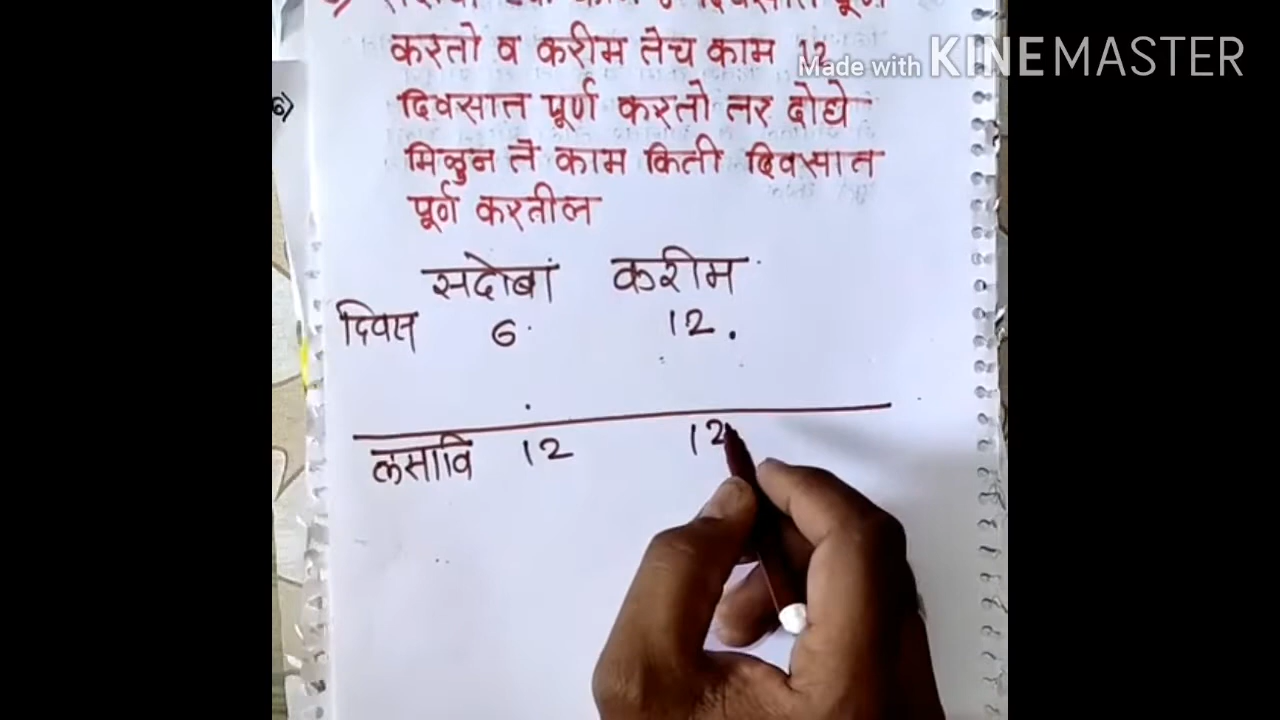 करतो व करीम तेच काम 12
Made with KINEMASTER
6)
दिवसात पूर्ण करतो तर दोघे
मिळुन ते काम किती दिवसात
पूर्ण करतील
सदोबा करीम
दिवस 6 12
लसावि 12 12